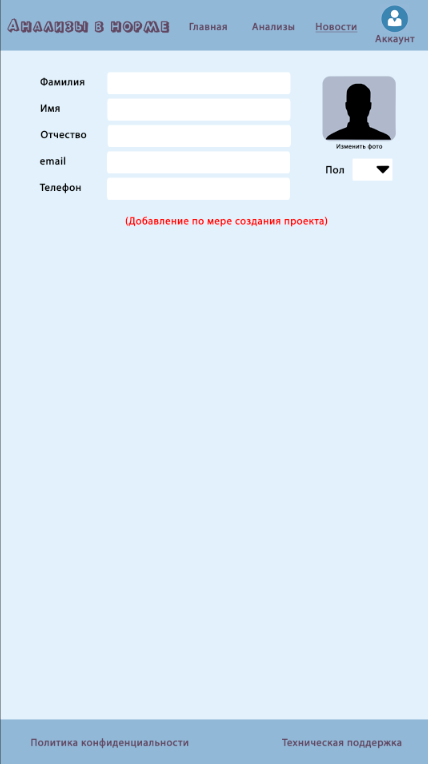 Анализы в норме Главная Анализы Новости
Аккаунт
Фамилия
Имя
Отчество
email
Телефон
Изменить фото
Пол
(Добавление по мере создания проекта)
Политика конфиденциальности Техническая поддержка